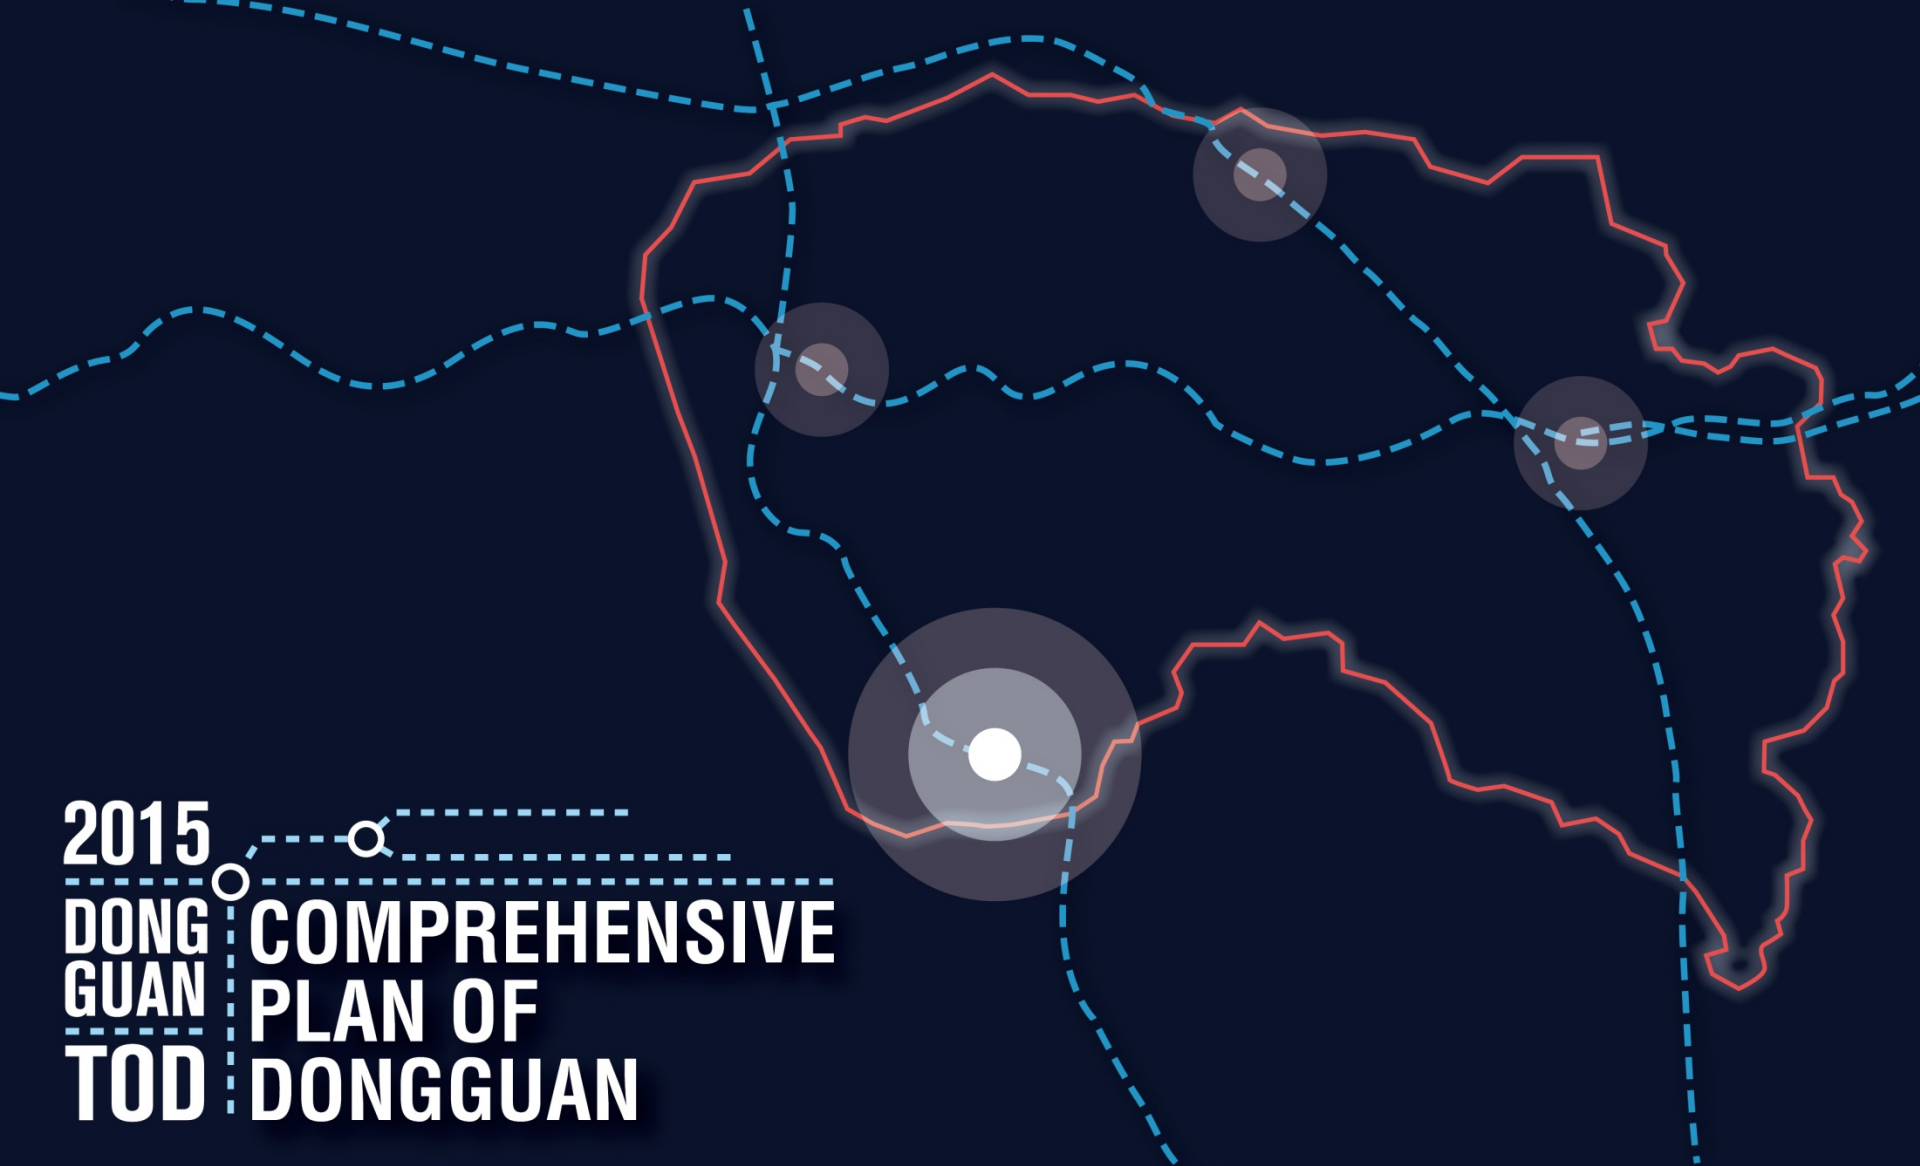 2015
DONG
GUAN
TOD
COMPREHENSIVE
PLAN OF
DONGGUAN